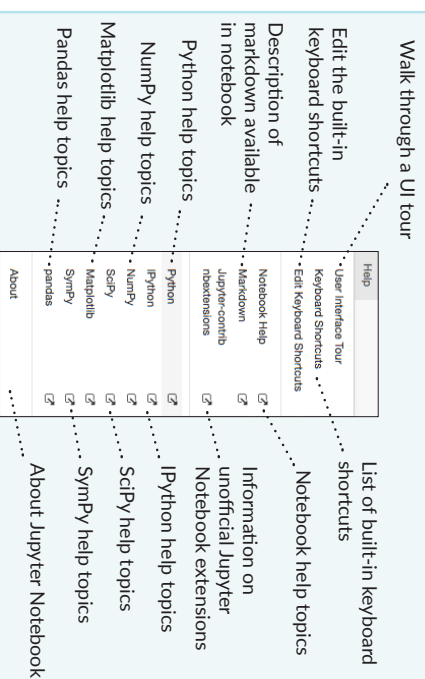 Walk through a UI tour
Edit the built-in
keyboard shortcuts
Description of
markdown available
in notebook
Python help topics
NumPy help topics
Matplotlib help topics
Pandas help topics
Help
User Interface Tour
Keyboard Shortcuts
Edit Keyboard Shortcuts
Notebook Help
Markdown
Jupyter-contrib
nbextensions
Python
IPython
NumPy
SciPy
Matplotlib
SymPy
pandas
About
List of built-in keyboard
shortcuts
Notebook help topics
Information on
unofficial Jupyter
Notebook extensions
IPython help topics
SciPy help topics
SymPy help topics
About Jupyter Notebook